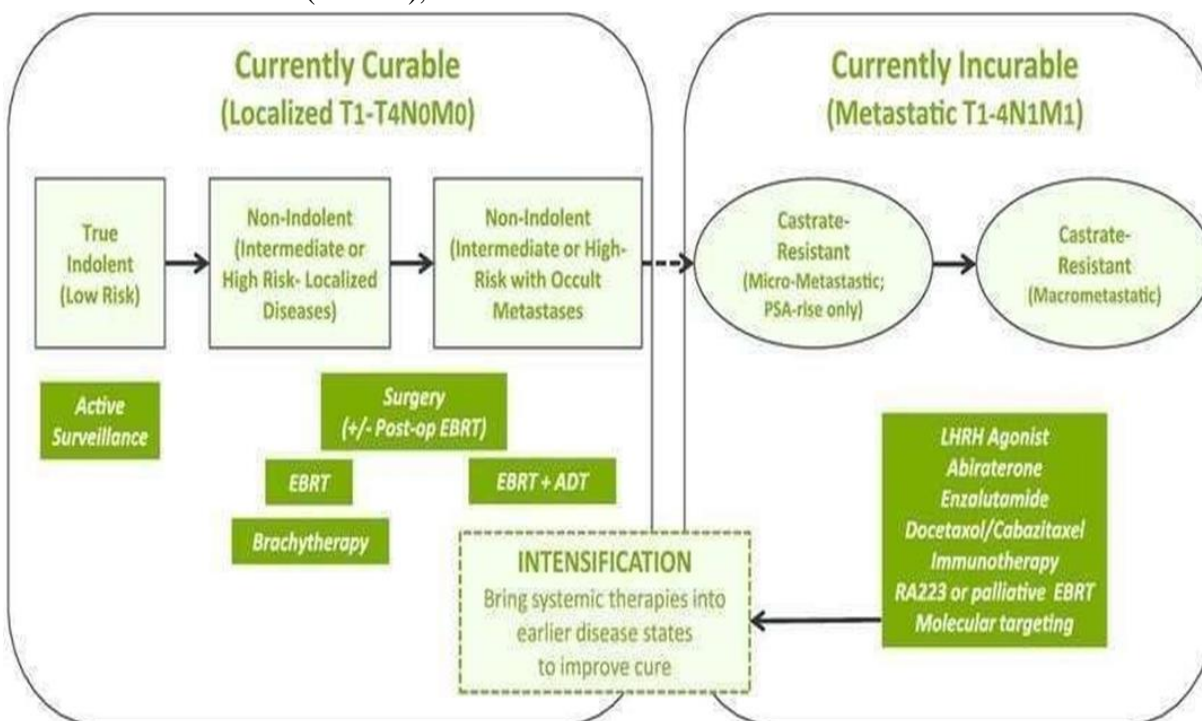 Currently Curable
(Localized T1-T4N0M0)
Currently Incurable
(Metastatic T1-4N1M1)
True
Indolent
(Low Risk)
Non-Indolent
(Intermediate or
High Risk- Localized
Diseases)
Non-Indolent
(Intermediate or High-
Risk with Occult
Metastases
Castrate-
Resistant
(Micro-Metastastic;
PSA-rise only)
Castrate-
Resistant
(Macrometastatic)
Active
Surveillance
Surgery
(+/- Post-op EBRT)
EBRT
EBRT + ADT
Brachytherapy
LHRH Agonist
Abiraterone
Enzalutamide
Docetaxol/Cabazitaxel
Immunotherapy
RA223 or palliative EBRT
Molecular targeting
INTENSIFICATION
Bring systemic therapies into
earlier disease states
to improve cure